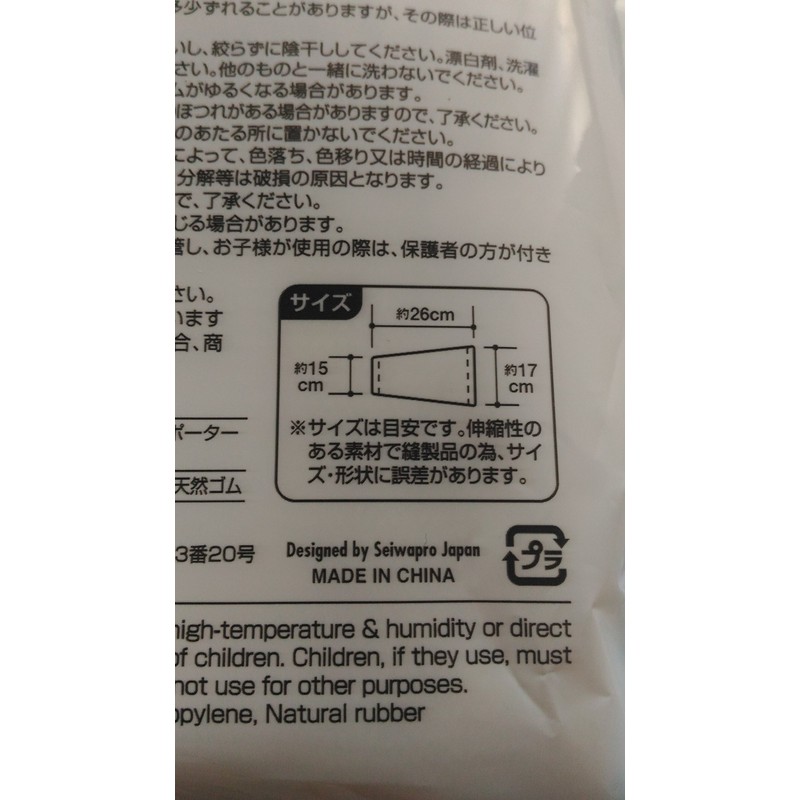 多少ずれることがありますが、その際は正しい位
いし、絞らずに陰干ししてください。漂白剤、洗濯
さい。他のものと一緒に洗わないでください。
ムがゆるくなる場合があります。
ほつれがある場合がありますので、了承ください。
のあたる所に置かないでください。
によって、色落ち、色移り又は時間の経過により
分解等は破損の原因となります。
で、了承ください。
じる場合があります。
管し、お子様が使用の際は、保護者の方が付き
さい。
います
合、商
サイズ
約26cm
約15
cm
約17
cm
※サイズは目安です。伸縮性の
ある素材で縫製品の為、サイ
ズ・形状に誤差があります。
ポーター
天然ゴム
3番20号
Designed by Seiwapro Japan
MADE IN CHINA
プラ
high-temperature & humidity or direct
of children. Children, if they use, must
not use for other purposes.
opylene, Natural rubber